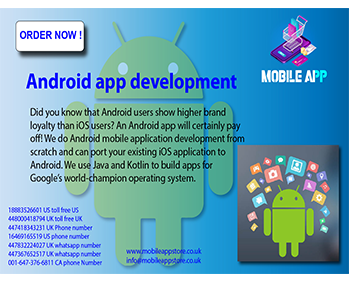 ORDER NOW !
MOBILE APP
Android app development
Did you know that Android users show higher brand
loyalty than iOS users? An Android app will certainly pay
off! We do Android mobile application development from
scratch and can port your existing iOS application to
Android. We use Java and Kotlin to build apps for
Google's world-champion operating system.
18883526601 US toll free US
448000418794 UK toll free UK
447418343231 UK Phone number
16469165519 US phone number
447832224027 UK whatsapp number
447367652517 UK whatsapp number
001-647-376-6811 CA phone Number
www.mobileappstore.co.uk
info@mobileappstore.co.uk